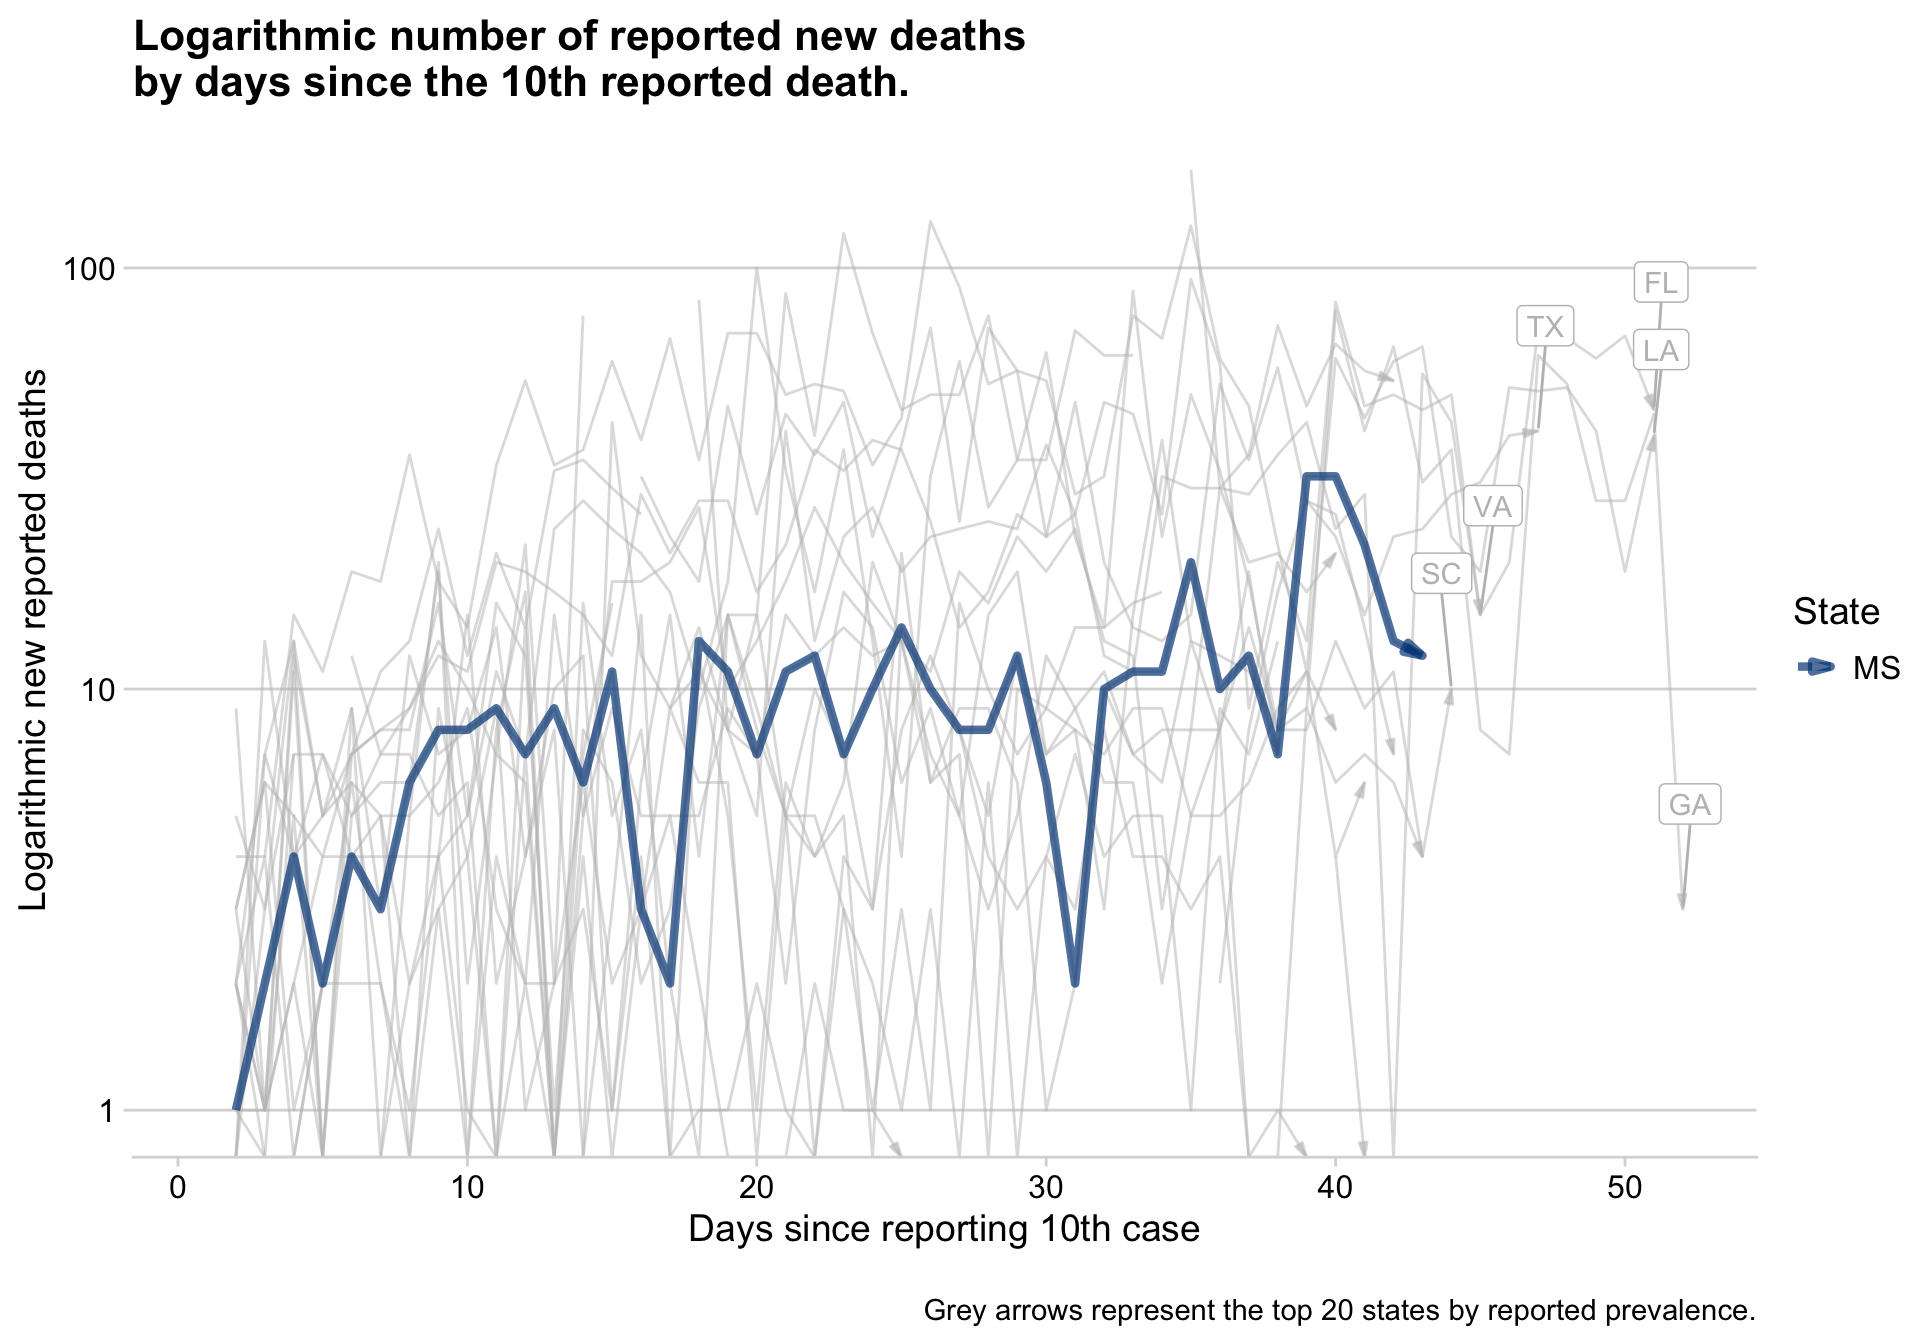 Logarithmic number of reported new deaths
by days since the 10th reported death.
Logarithmic new reported deaths
100
10
1
FL
TX
LA
VA
SC
GA
State
MS
0 10 20 30 40 50
Days since reporting 10th case
Grey arrows represent the top 20 states by reported prevalence.